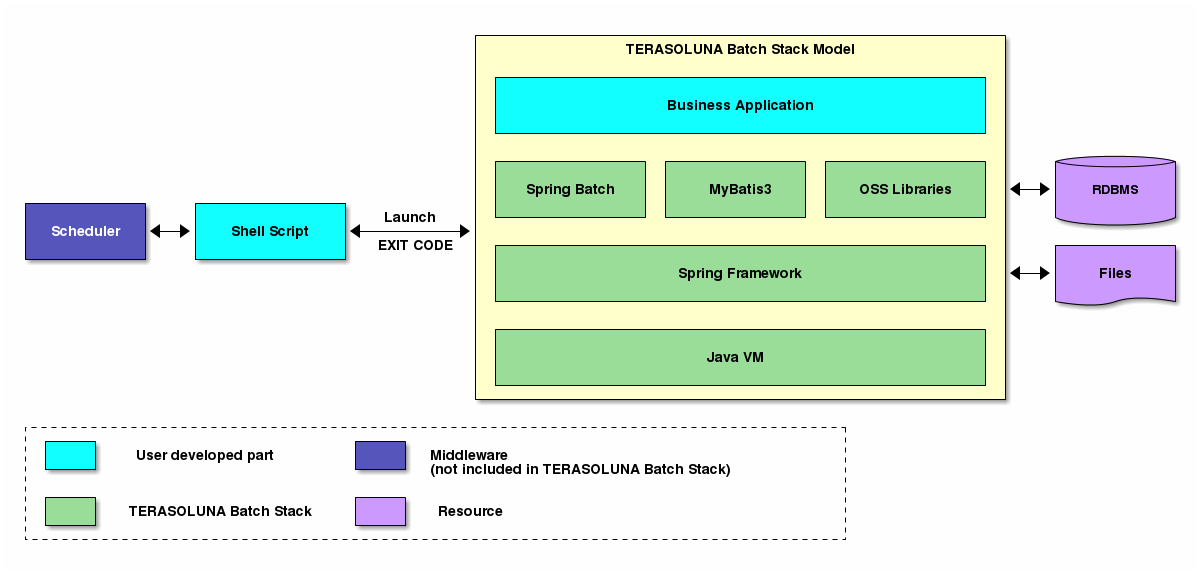 TERASOLUNA Batch Stack Model
Business Application
Spring Batch
MyBatis3
OSS Libraries
RDBMS
Scheduler
Shell Script
Launch
EXIT CODE
Spring Framework
Files
Java VM
User developed part
Middleware
(not included in TERASOLUNA Batch Stack)
TERASOLUNA Batch Stack
Resource